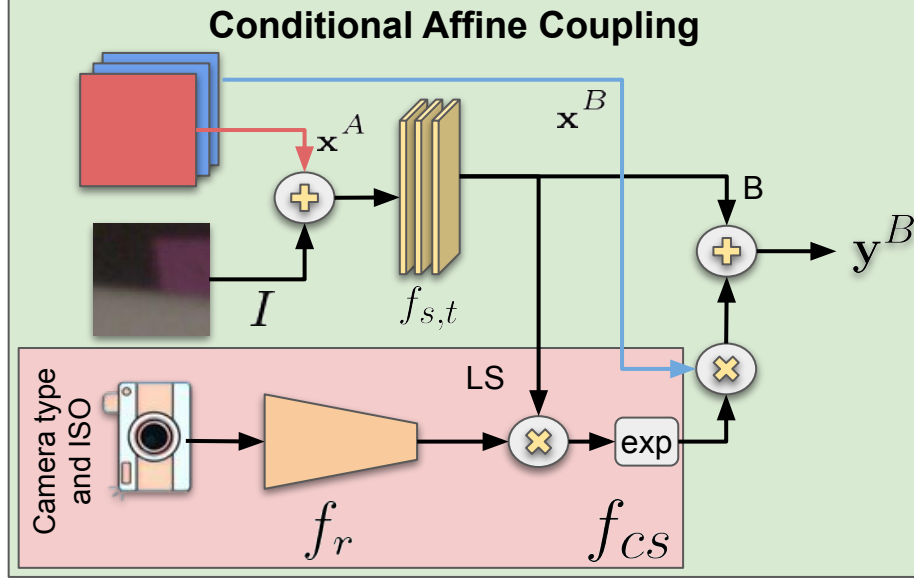 Conditional Affine Coupling
x^A
x^B
B
y^B
I
f_{s,t}
LS
Camera type
and ISO
exp
f_r
f_{cs}